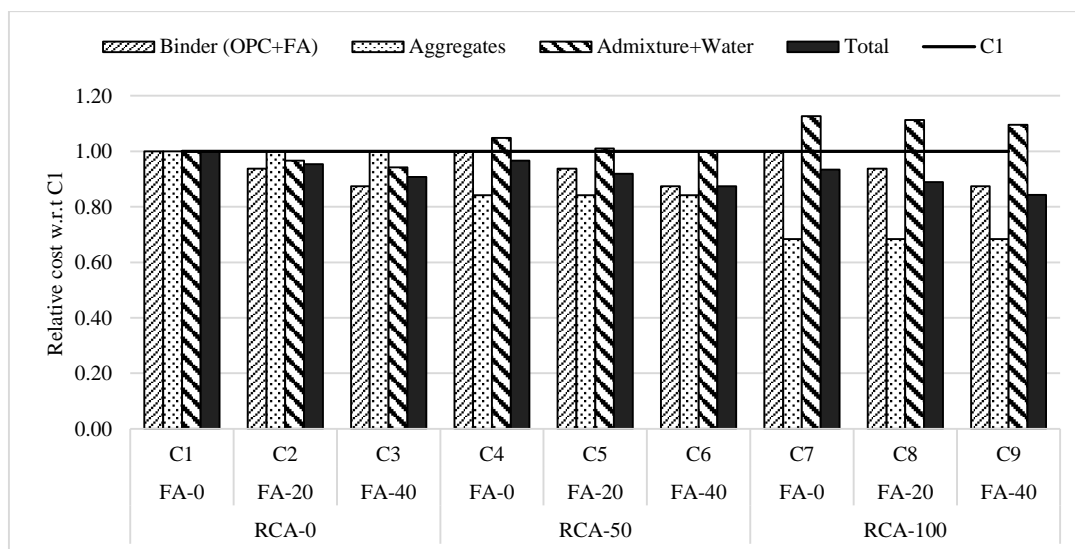 Binder (OPC+FA) Aggregates Admixture+Water Total C1
Relative cost w.r.t C1
1.20
1.00
0.80
0.60
0.40
0.20
0.00
C1 C2 C3 C4 C5 C6 C7 C8 C9
FA-0 FA-20 FA-40 FA-0 FA-20 FA-40 FA-0 FA-20 FA-40
RCA-0 RCA-50 RCA-100